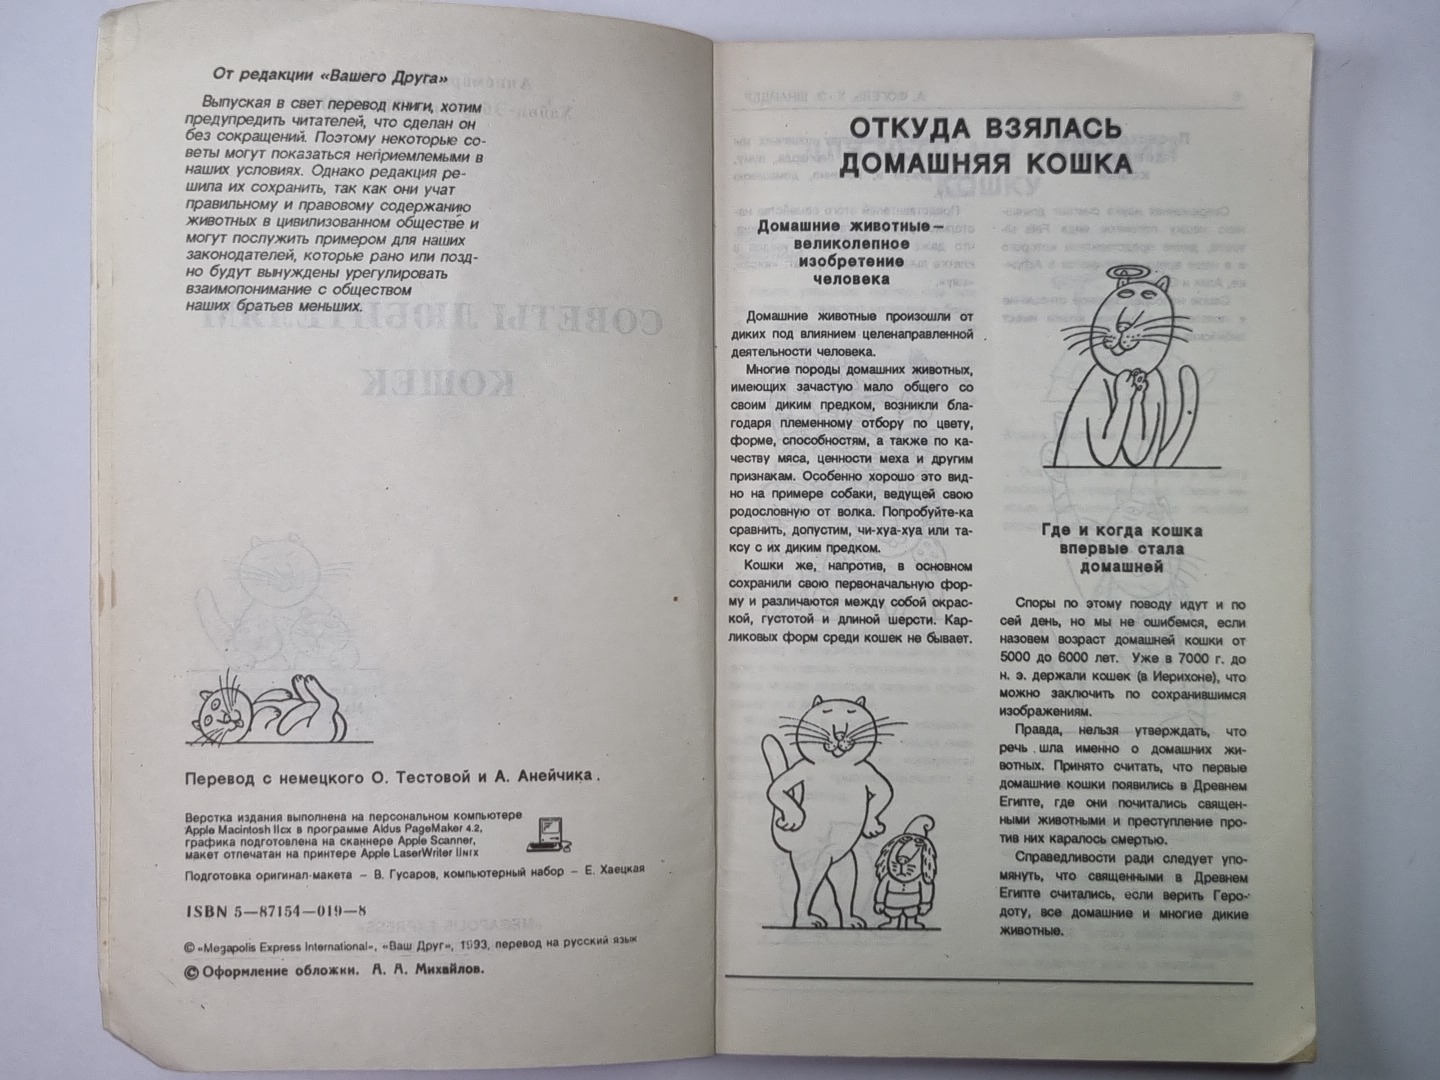 От редакции «Вашего Друга»
Выпуская в свет перевод книги, хотим
предупредить читателей, что сделан он
без сокращений. Поэтому некоторые со-
веты могут показаться неприемлемыми в
наших условиях. Однако редакция ре-
шила их сохранить, так как они учат
правильному и правовому содержанию
животных в цивилизованном обществе и
могут послужить примером для наших
законодателей, которые рано или позд-
но будут вынуждены урегулировать
взаимопонимание с обществом
наших братьев меньших.
Перевод с немецкого О. Тестовой и А. Анейчика.
Верстка издания выполнена на персональном компьютере
Apple Macintosh IIcx в программе Aldus PageMaker 4.2,
графика подготовлена на сканнере Apple Scanner,
макет отпечатан на принтере Apple LaserWriter IINTX
Подготовка оригинал-макета – В. Гусаров, компьютерный набор – Е. Хаецкая
ISBN 5—87154—019—8
© «Megapolis Express International», «Ваш Друг», 1993, перевод на русский язык
© Оформление обложки. А. А. Михайлов.
ОТКУДА ВЗЯЛАСЬ
ДОМАШНЯЯ КОШКА
Домашние животные—
великолепное
изобретение
человека
Домашние животные произошли от
диких под влиянием целенаправленной
деятельности человека.
Многие породы домашних животных,
имеющих зачастую мало общего со
своим диким предком, возникли бла-
годаря племенному отбору по цвету,
форме, способностям, а также по ка-
честву мяса, ценности меха и другим
признакам. Особенно хорошо это вид-
но на примере собаки, ведущей свою
родословную от волка. Попробуйте-ка
сравнить, допустим, чи-хуа-хуа или та-
ксу с их диким предком.
Кошки же, напротив, в основном
сохранили свою первоначальную фор-
му и различаются между собой окрас-
кой, густотой и длиной шерсти. Кар-
ликовых форм среди кошек не бывает.
Где и когда кошка
впервые стала
домашней
Споры по этому поводу идут и по
сей день, но мы не ошибемся, если
назовем возраст домашней кошки от
5000 до 6000 лет. Уже в 7000 г. до
н. э. держали кошек (в Иерихоне), что
можно заключить по сохранившимся
изображениям.
Правда, нельзя утверждать, что
речь шла именно о домашних жи-
вотных. Принято считать, что первые
домашние кошки появились в Древнем
Египте, где они почитались священ-
ными животными и преступление про-
тив них каралось смертью.
Справедливости ради следует упо-
мянуть, что священными в Древнем
Египте считались, если верить Геро-
доту, все домашние и многие дикие
животные.